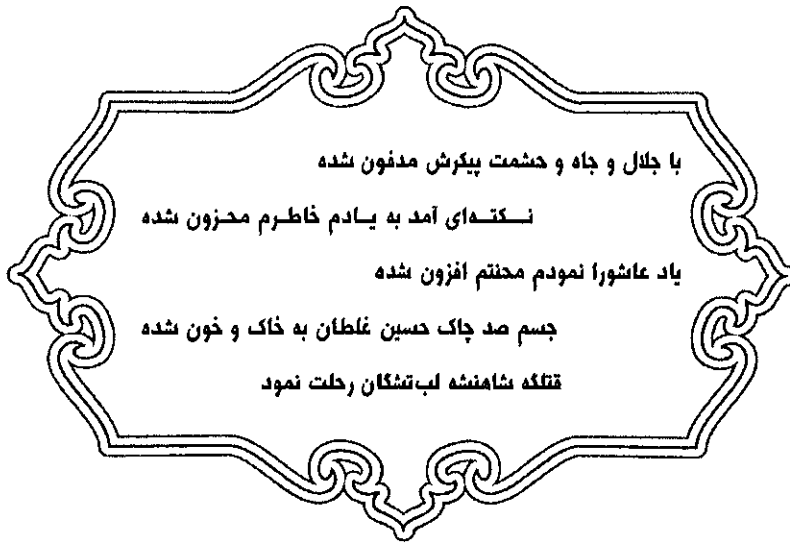 با جلال و جاه و حشمت پیکرش مدفون شده
نکته‌ای آمد به یادم خاطرم محزون شده
یاد عاشورا نمودم محنتم افزون شده
جسم صد چاک حسین غلطان به خاک و خون شده
قتلگه شاهنشه لب‌تشگان رحلت نمود